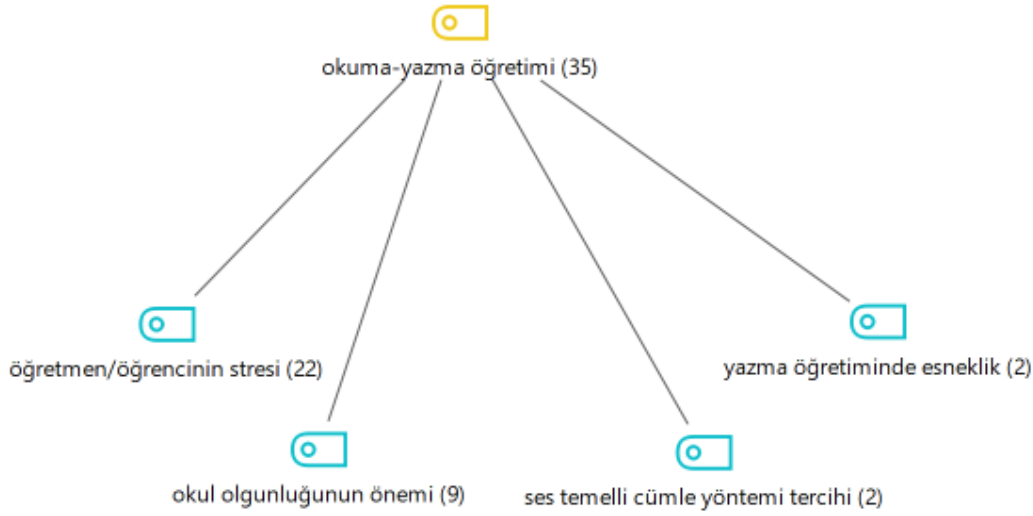 okuma-yazma öğretimi (35)
öğretmen/öğrencinin stresi (22)
yazma öğretiminde esneklik (2)
okul olgunluğunun önemi (9)
ses temelli cümle yöntemi tercihi (2)